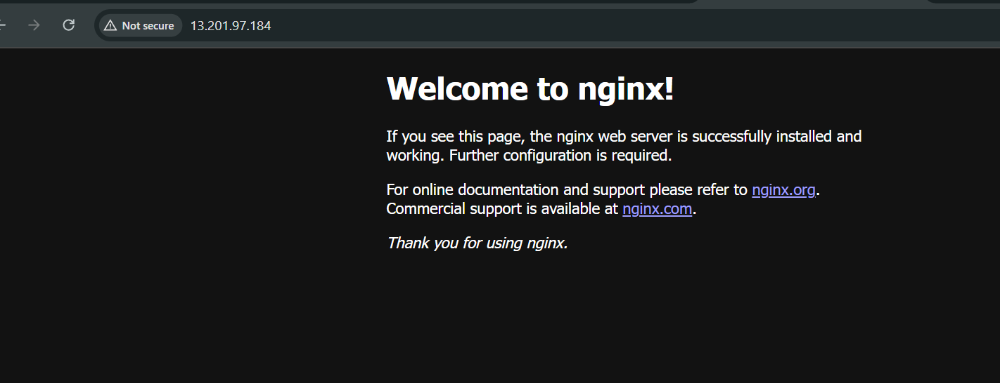 Not secure
13.201.97.184
Welcome to nginx!
If you see this page, the nginx web server is successfully installed and
working. Further configuration is required.
For online documentation and support please refer to nginx.org.
Commercial support is available at nginx.com.
Thank you for using nginx.